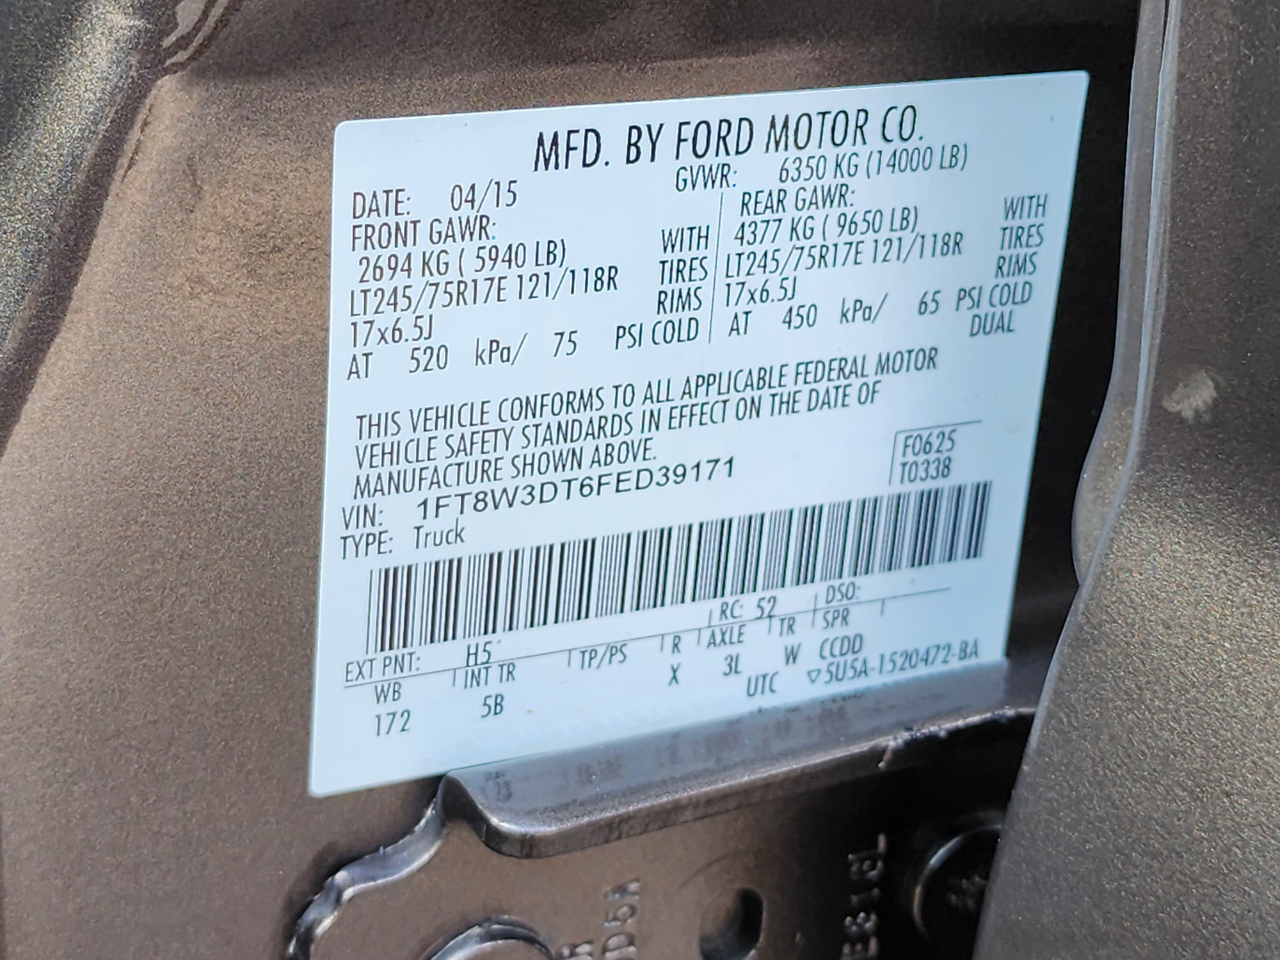 MFD. BY FORD MOTOR CO.
DATE: 04/15 GVWR: 6350 KG (14000 LB)
FRONT GAWR: REAR GAWR:
2694 KG ( 5940 LB) WITH 4377 KG ( 9650 LB) WITH
LT245/75R17E 121/118R TIRES LT245/75R17E 121/118R TIRES
17x6.5J RIMS 17x6.5J RIMS
AT 520 kPa/ 75 PSI COLD AT 450 kPa/ 65 PSI COLD
DUAL
THIS VEHICLE CONFORMS TO ALL APPLICABLE FEDERAL MOTOR
VEHICLE SAFETY STANDARDS IN EFFECT ON THE DATE OF
MANUFACTURE SHOWN ABOVE.
VIN: 1FT8W3DT6FED39171 F0625
TYPE: Truck T0338
EXT PNT: H5 RC: 52 DSO:
WB INT TR TP/PS R AXLE TR SPR
172 5B X 3L W CCDD
UTC ▽5U5A-1520472-BA